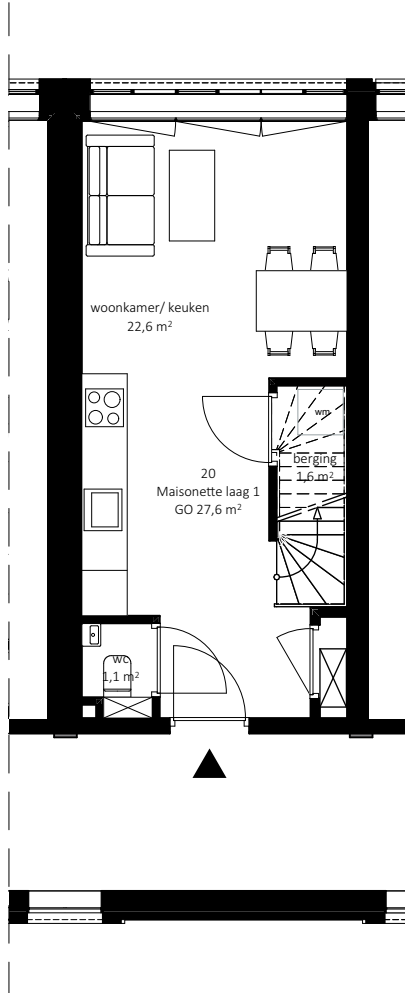 woonkamer/ keuken
22,6 m²
wm
berging
1,6 m²
20
Maisonette laag 1
GO 27,6 m²
wc
1,1 m²